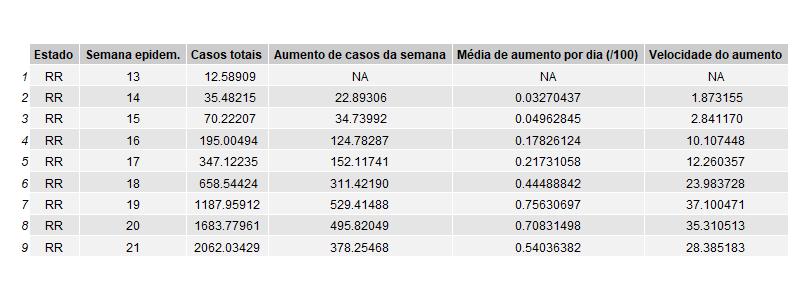 Estado Semana epidem. Casos totais Aumento de casos da semana Média de aumento por dia (/100) Velocidade do aumento
1 RR 13 12.58909 NA NA NA
2 RR 14 35.48215 22.89306 0.03270437 1.873155
3 RR 15 70.22207 34.73992 0.04962845 2.841170
4 RR 16 195.00494 124.78287 0.17826124 10.107448
5 RR 17 347.12235 152.11741 0.21731058 12.260357
6 RR 18 658.54424 311.42190 0.44488842 23.983728
7 RR 19 1187.95912 529.41488 0.75630697 37.100471
8 RR 20 1683.77961 495.82049 0.70831498 35.310513
9 RR 21 2062.03429 378.25468 0.54036382 28.385183